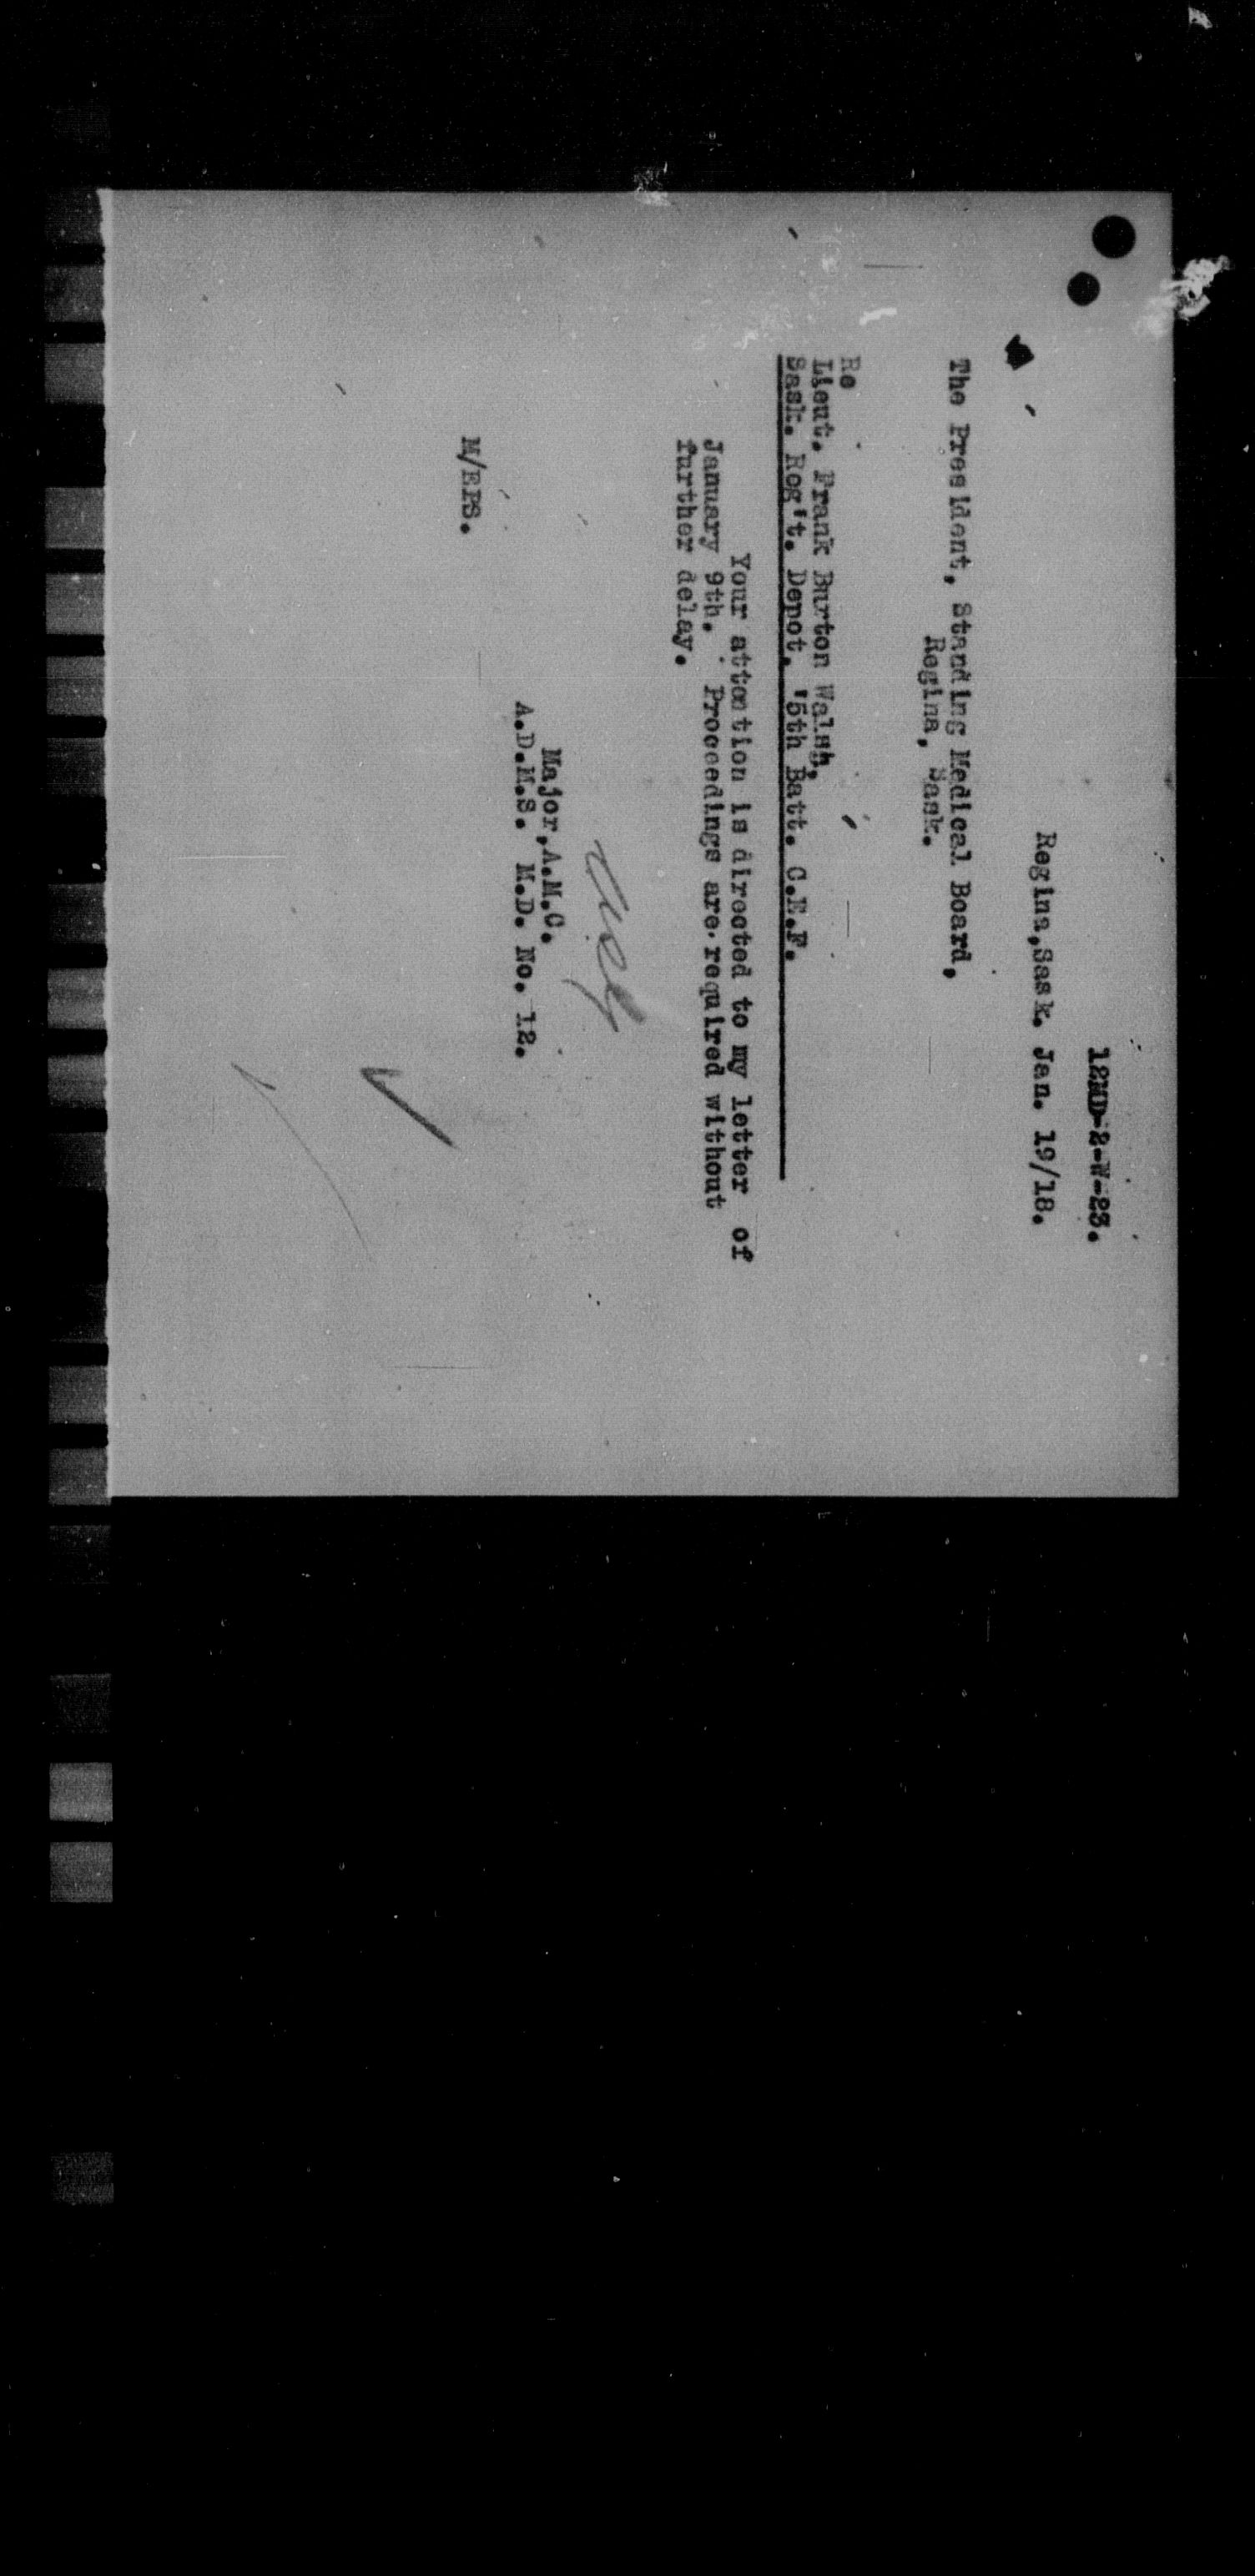 12MD-2-W-23.
Regina,Sask. Jan. 19/18.
The President, Standing Medical Board,
Regina, Sask.
Re
Lieut. Frank Burton Walsh,
Sask. Reg't. Depot. '5th Batt. C.E.F.
Your attention is directed to my letter of
January 9th. Proceedings are required without
further delay.
Major,A.M.C.
A.D.M.S. M.D. No. 12.
M/EPS.